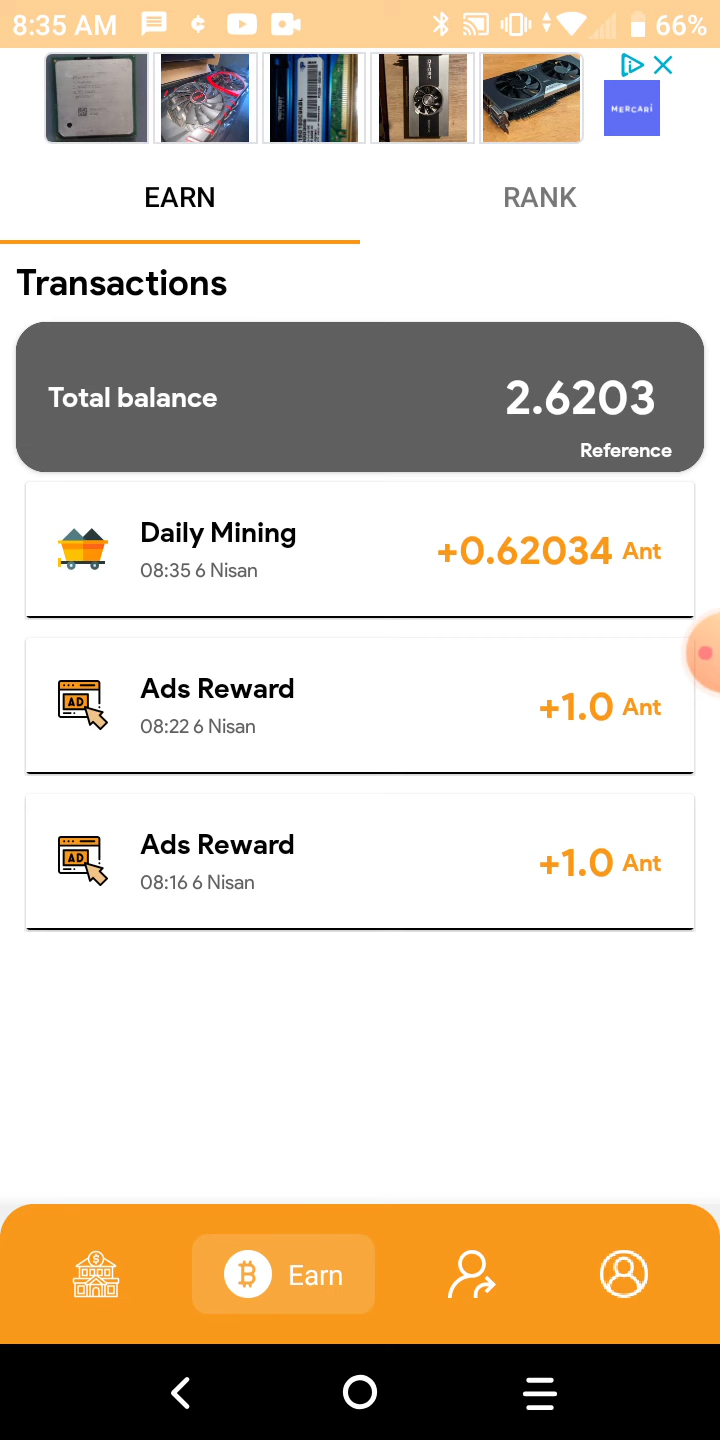 8:35 AM
66%
MERCARI
EARN
RANK
Transactions
Total balance
2.6203
Reference
Daily Mining
08:35 6 Nisan
+0.62034 Ant
AD
Ads Reward
08:22 6 Nisan
+1.0 Ant
AD
Ads Reward
08:16 6 Nisan
+1.0 Ant
Earn